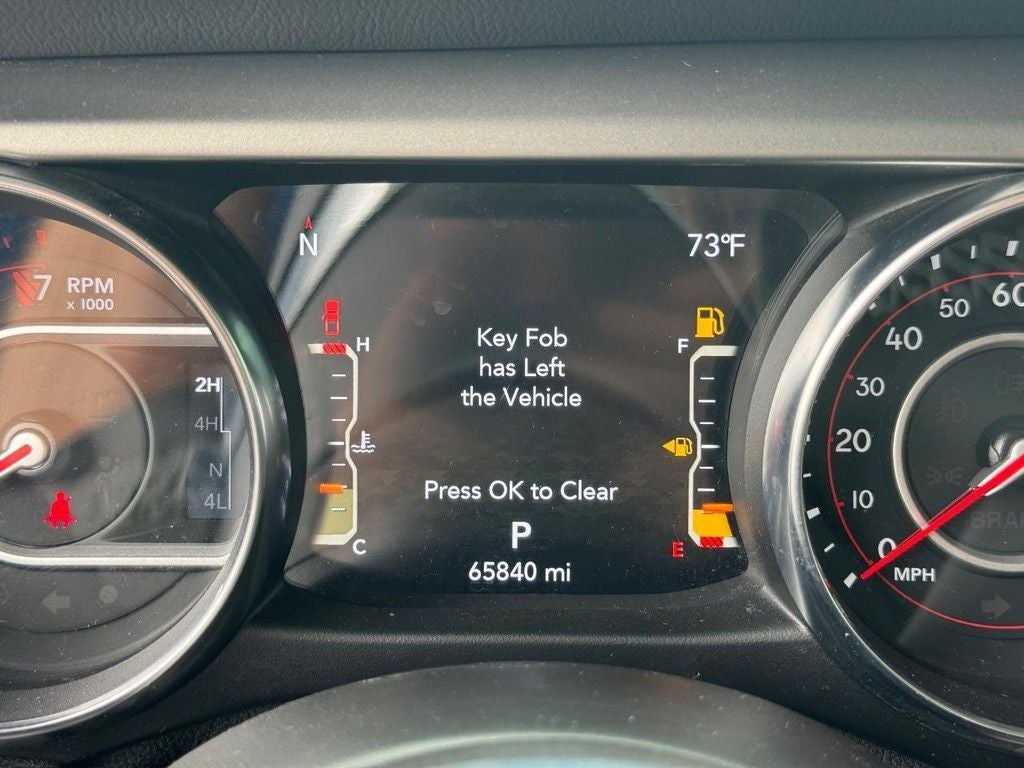 N
73°F
7 RPM
x 1000
H
F
Key Fob
has Left
the Vehicle
2H
4H
N
4L
Press OK to Clear
P
C
E
65840 mi
60
50
40
30
20
10
0
MPH